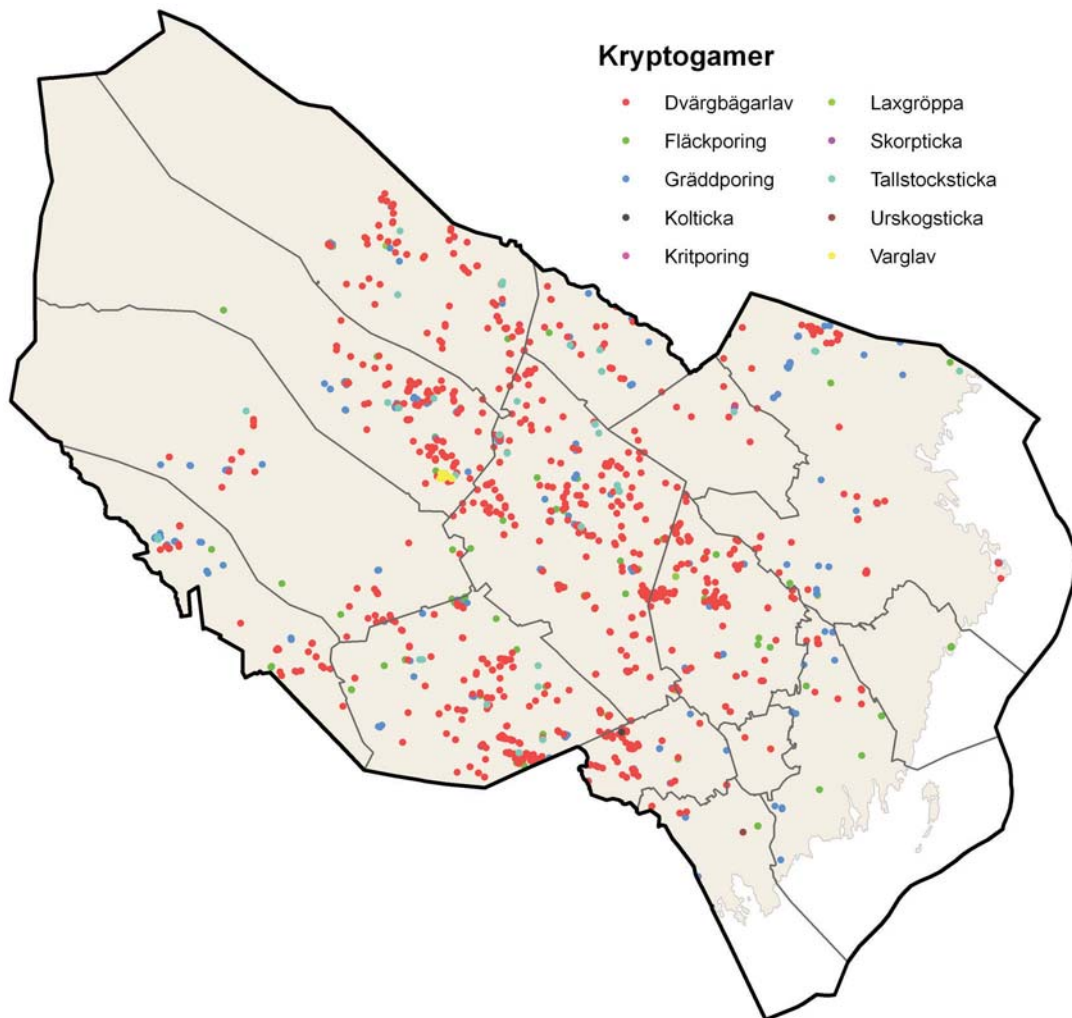 Kryptogamer
Dvärgbägarlav
Fläckporing
Gräddporing
Kolticka
Kritporing
Laxgröppa
Skorpticka
Tallstocksticka
Urskogsticka
Varglav